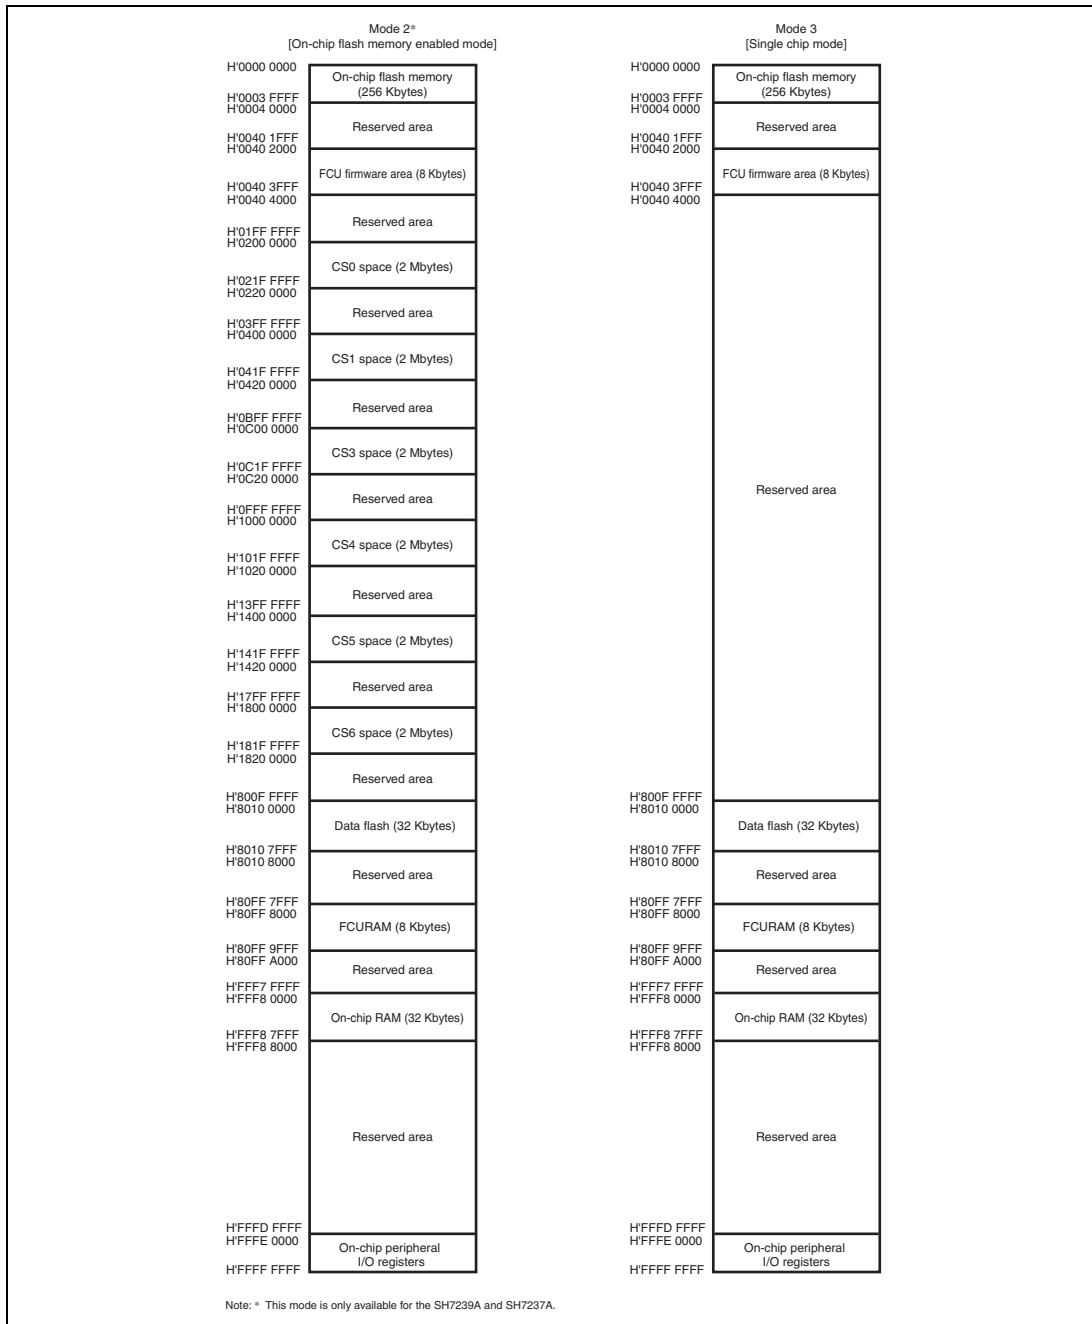 Mode 2*
[On-chip flash memory enabled mode]
H'0000 0000
On-chip flash memory
(256 Kbytes)
H'0003 FFFF
H'0004 0000
Reserved area
H'0040 1FFF
H'0040 2000
FCU firmware area (8 Kbytes)
H'0040 3FFF
H'0040 4000
Reserved area
H'01FF FFFF
H'0200 0000
CS0 space (2 Mbytes)
H'021F FFFF
H'0220 0000
Reserved area
H'03FF FFFF
H'0400 0000
CS1 space (2 Mbytes)
H'041F FFFF
H'0420 0000
Reserved area
H'0BFF FFFF
H'0C00 0000
CS3 space (2 Mbytes)
H'0C1F FFFF
H'0C20 0000
Reserved area
H'0FFF FFFF
H'1000 0000
CS4 space (2 Mbytes)
H'101F FFFF
H'1020 0000
Reserved area
H'13FF FFFF
H'1400 0000
CS5 space (2 Mbytes)
H'141F FFFF
H'1420 0000
Reserved area
H'17FF FFFF
H'1800 0000
CS6 space (2 Mbytes)
H'181F FFFF
H'1820 0000
Reserved area
H'800F FFFF
H'8010 0000
Data flash (32 Kbytes)
H'8010 7FFF
H'8010 8000
Reserved area
H'80FF 7FFF
H'80FF 8000
FCURAM (8 Kbytes)
H'80FF 9FFF
H'80FF A000
Reserved area
H'FFF7 FFFF
H'FFF8 0000
On-chip RAM (32 Kbytes)
H'FFF8 7FFF
H'FFF8 8000
Reserved area
H'FFFD FFFF
H'FFFE 0000
On-chip peripheral
I/O registers
H'FFFF FFFF
Mode 3
[Single chip mode]
H'0000 0000
On-chip flash memory
(256 Kbytes)
H'0003 FFFF
H'0004 0000
Reserved area
H'0040 1FFF
H'0040 2000
FCU firmware area (8 Kbytes)
H'0040 3FFF
H'0040 4000
Reserved area
H'800F FFFF
H'8010 0000
Data flash (32 Kbytes)
H'8010 7FFF
H'8010 8000
Reserved area
H'80FF 7FFF
H'80FF 8000
FCURAM (8 Kbytes)
H'80FF 9FFF
H'80FF A000
Reserved area
H'FFF7 FFFF
H'FFF8 0000
On-chip RAM (32 Kbytes)
H'FFF8 7FFF
H'FFF8 8000
Reserved area
H'FFFD FFFF
H'FFFE 0000
On-chip peripheral
I/O registers
H'FFFF FFFF
Note: * This mode is only available for the SH7239A and SH7237A.